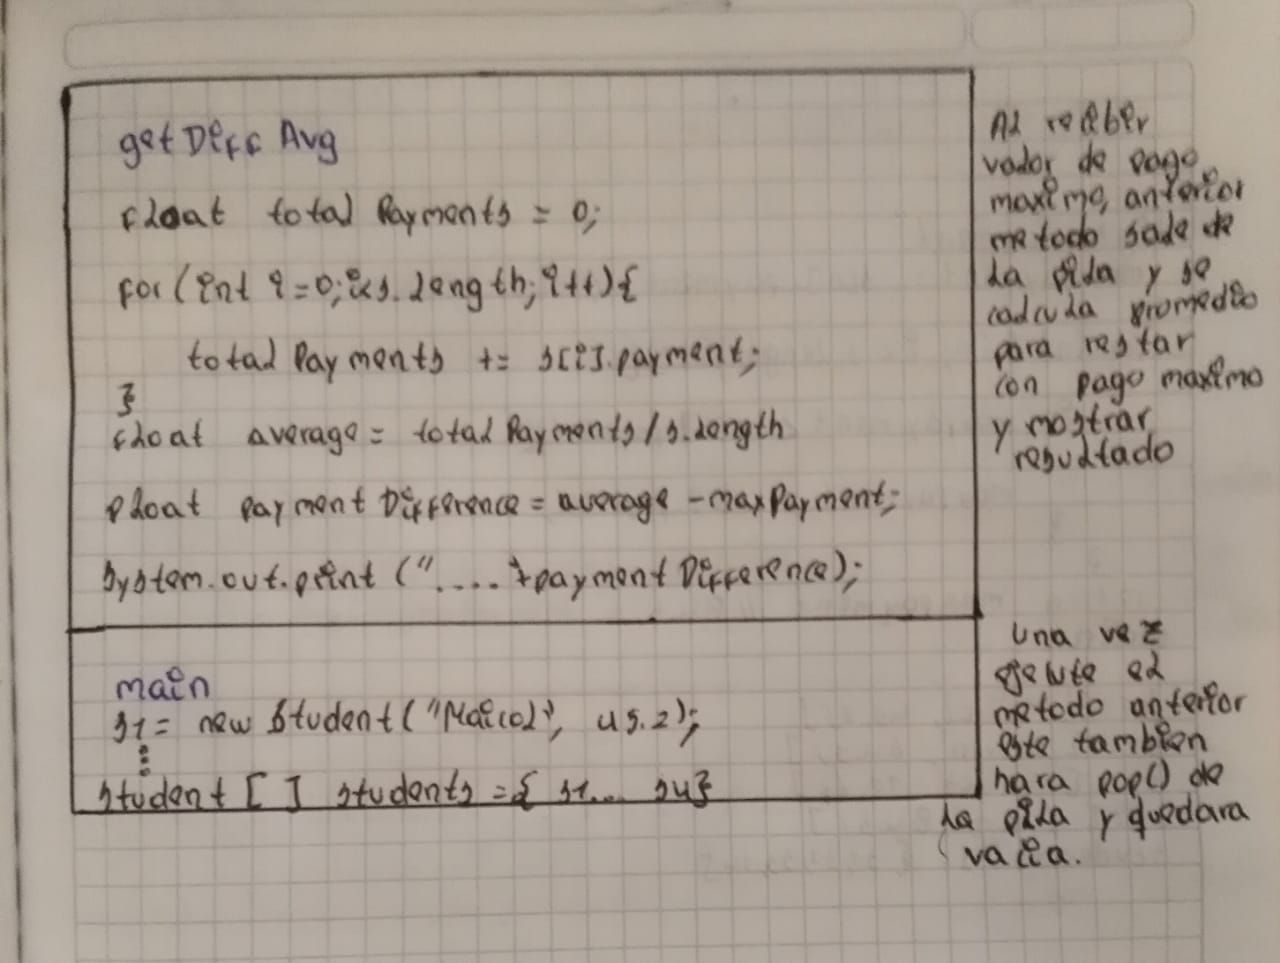 getDiff Avg
float total Payments = 0;
for (int i=0; i<s.length; i++){
total Payments += s[i].payment;
}
float average = total Payments / s.length
float payment Difference = average - maxPayment;
System.out.print ("....+payment Difference);
main
s1 = new Student ("Maicol", 45.2);
⋮
Student [ ] students = { s1... s4}
Al recibir
valor de pago
maximo, anterior
metodo sale de
la pila y se
calcula promedio
para restar
con pago maximo
y mostrar
resultado
Una vez
ejecute el
metodo anterior
este tambien
hara pop() de
la pila y quedara
vacia.